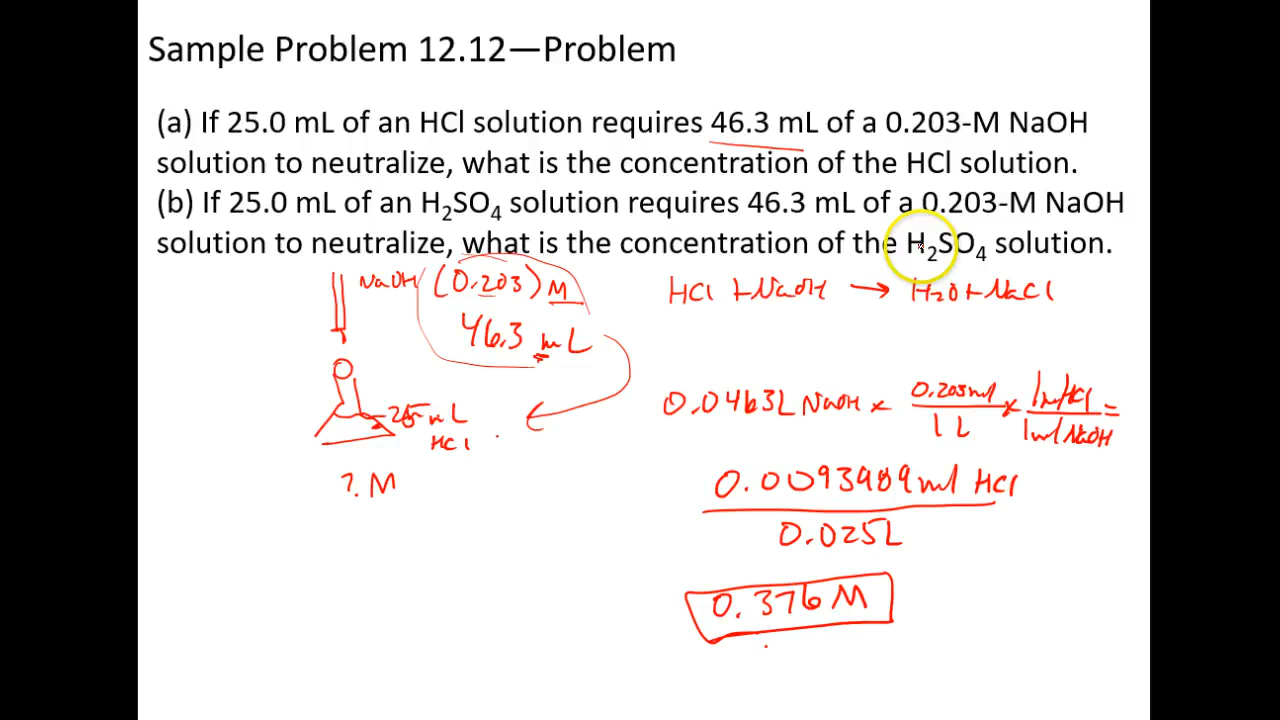 Sample Problem 12.12—Problem
(a) If 25.0 mL of an HCl solution requires 46.3 mL of a 0.203-M NaOH
solution to neutralize, what is the concentration of the HCl solution.
(b) If 25.0 mL of an H₂SO₄ solution requires 46.3 mL of a 0.203-M NaOH
solution to neutralize, what is the concentration of the H₂SO₄ solution.
NaOH (0.203) M
46.3 mL
25 mL
HCl
?. M
HCl + NaOH → H₂O + NaCl
0.0463L NaOH × 0.203 mol / 1 L × 1 mol HCl / 1 mol NaOH =
0.0093989 mol HCl
0.025L
0.376 M